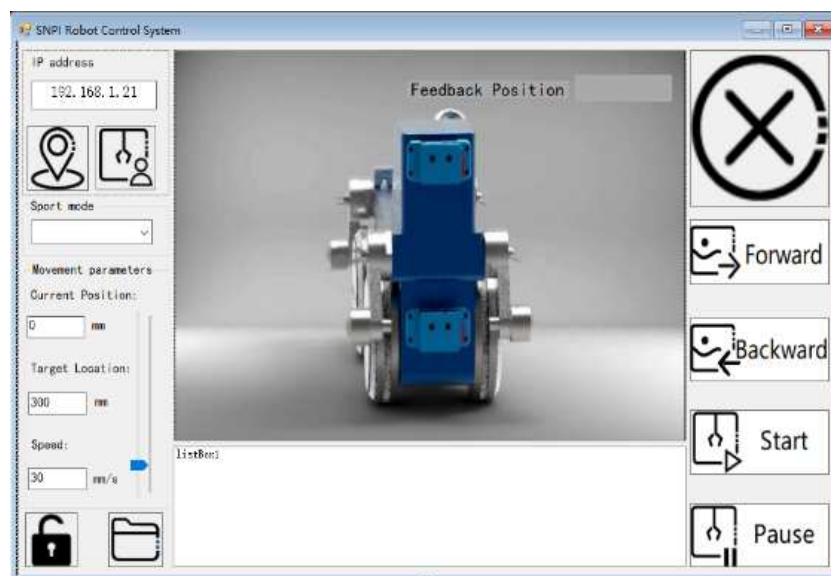 SNPI Robot Control System
IP address
192.168.1.21
Feedback Position
Sport mode
Movement parameters
Current Position:
0 mm
Target Location:
300 mm
Speed:
30 mm/s
listBox1
Forward
Backward
Start
Pause